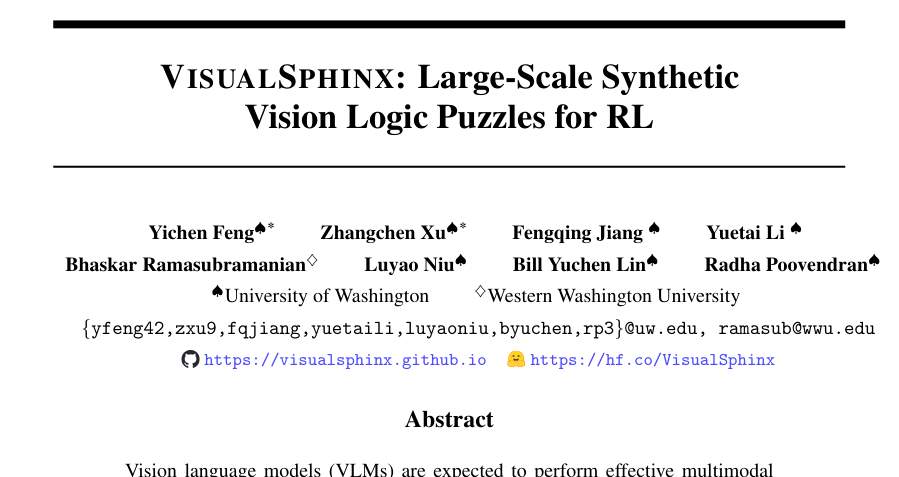 VISUALSPHINX: Large-Scale Synthetic
Vision Logic Puzzles for RL
Yichen Feng♠* Zhangchen Xu♠* Fengqing Jiang ♠ Yuetai Li ♠
Bhaskar Ramasubramanian♢ Luyao Niu♠ Bill Yuchen Lin♠ Radha Poovendran♠
♠University of Washington ♢Western Washington University
{yfeng42,zxu9,fqjiang,yuetaili,luyaoniu,byuchen,rp3}@uw.edu, ramasub@wwu.edu
https://visualsphinx.github.io https://hf.co/VisualSphinx
Abstract
Vision language models (VLMs) are expected to perform effective multimodal